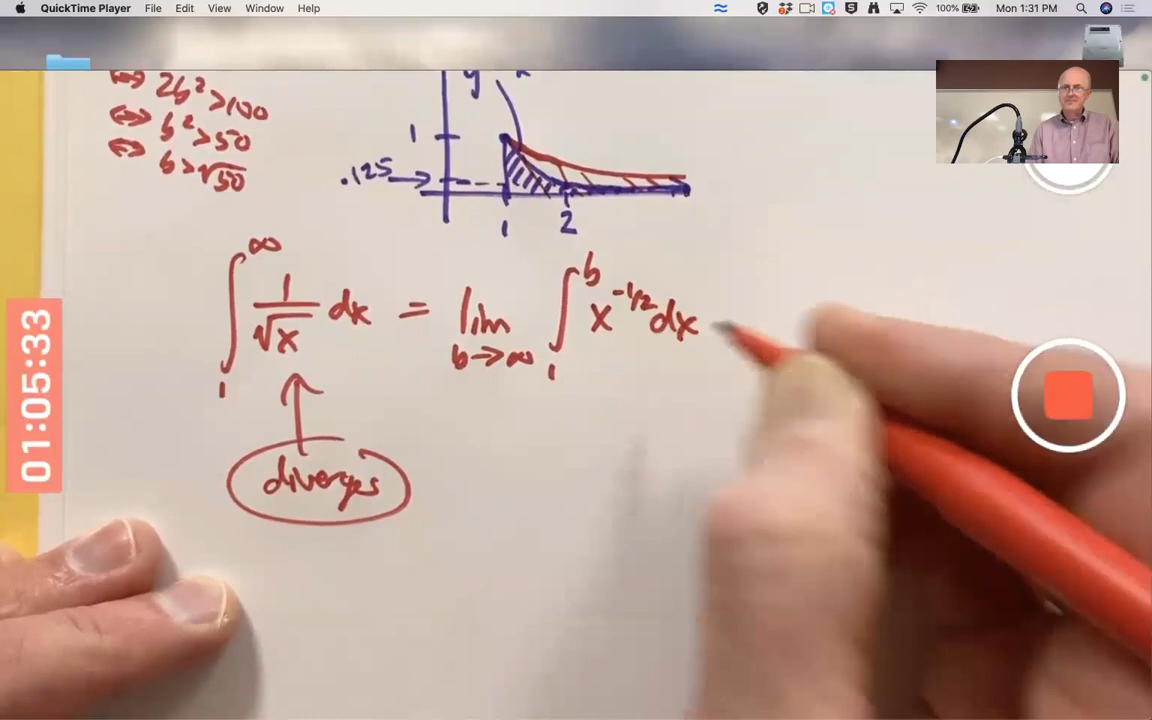 QuickTime Player File Edit View Window Help 100% Mon 1:31 PM
⟺ 2b² > 100
⟺ b² > 50
⟺ b > √50
y
1
.125 →
1 2
∫₁^∞ 1/√x dx = lim b→∞ ∫₁^b x^(-1/2) dx
↑
diverges
01:05:33